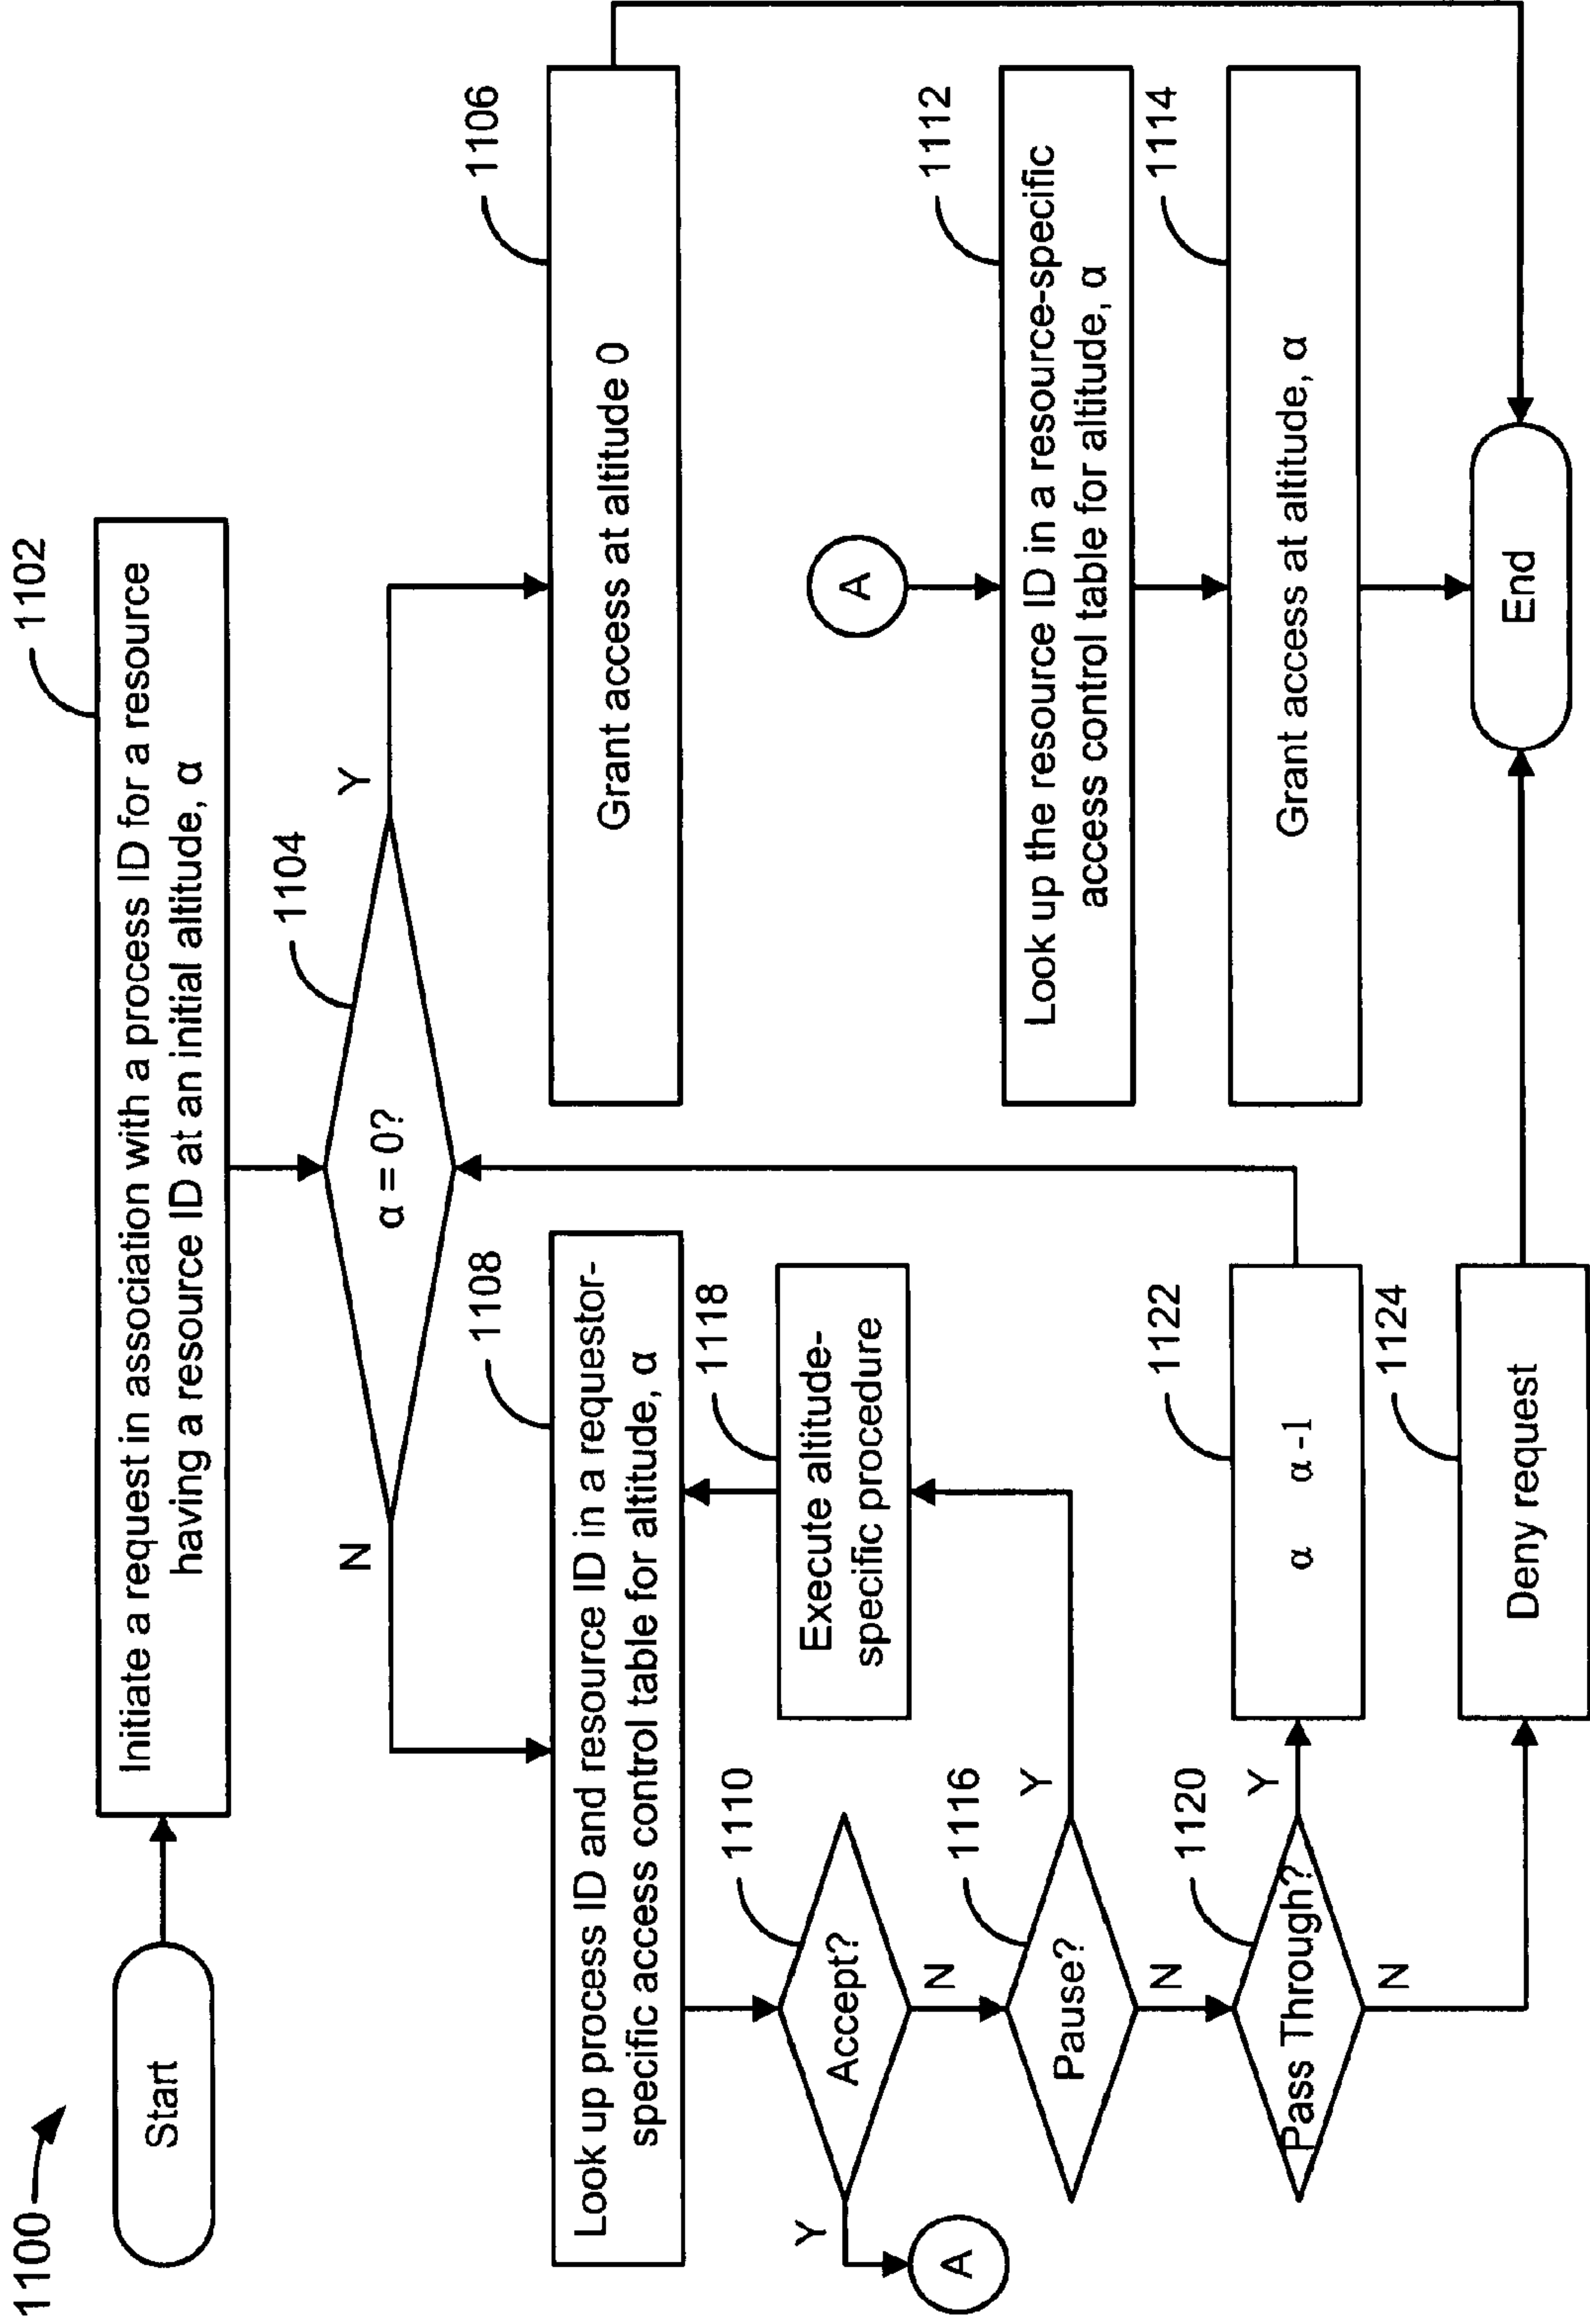 1100
Start
1102
Initiate a request in association with a process ID for a resource
having a resource ID at an initial altitude, α
1104
α = 0?
N
Y
1106
Grant access at altitude 0
1108
Look up process ID and resource ID in a requestor-
specific access control table for altitude, α
1110
Accept?
Y
A
N
1118
Execute altitude-
specific procedure
1116
Pause?
Y
N
1120
Pass Through?
Y
N
1122
α α -1
1124
Deny request
A
1112
Look up the resource ID in a resource-specific
access control table for altitude, α
1114
Grant access at altitude, α
End